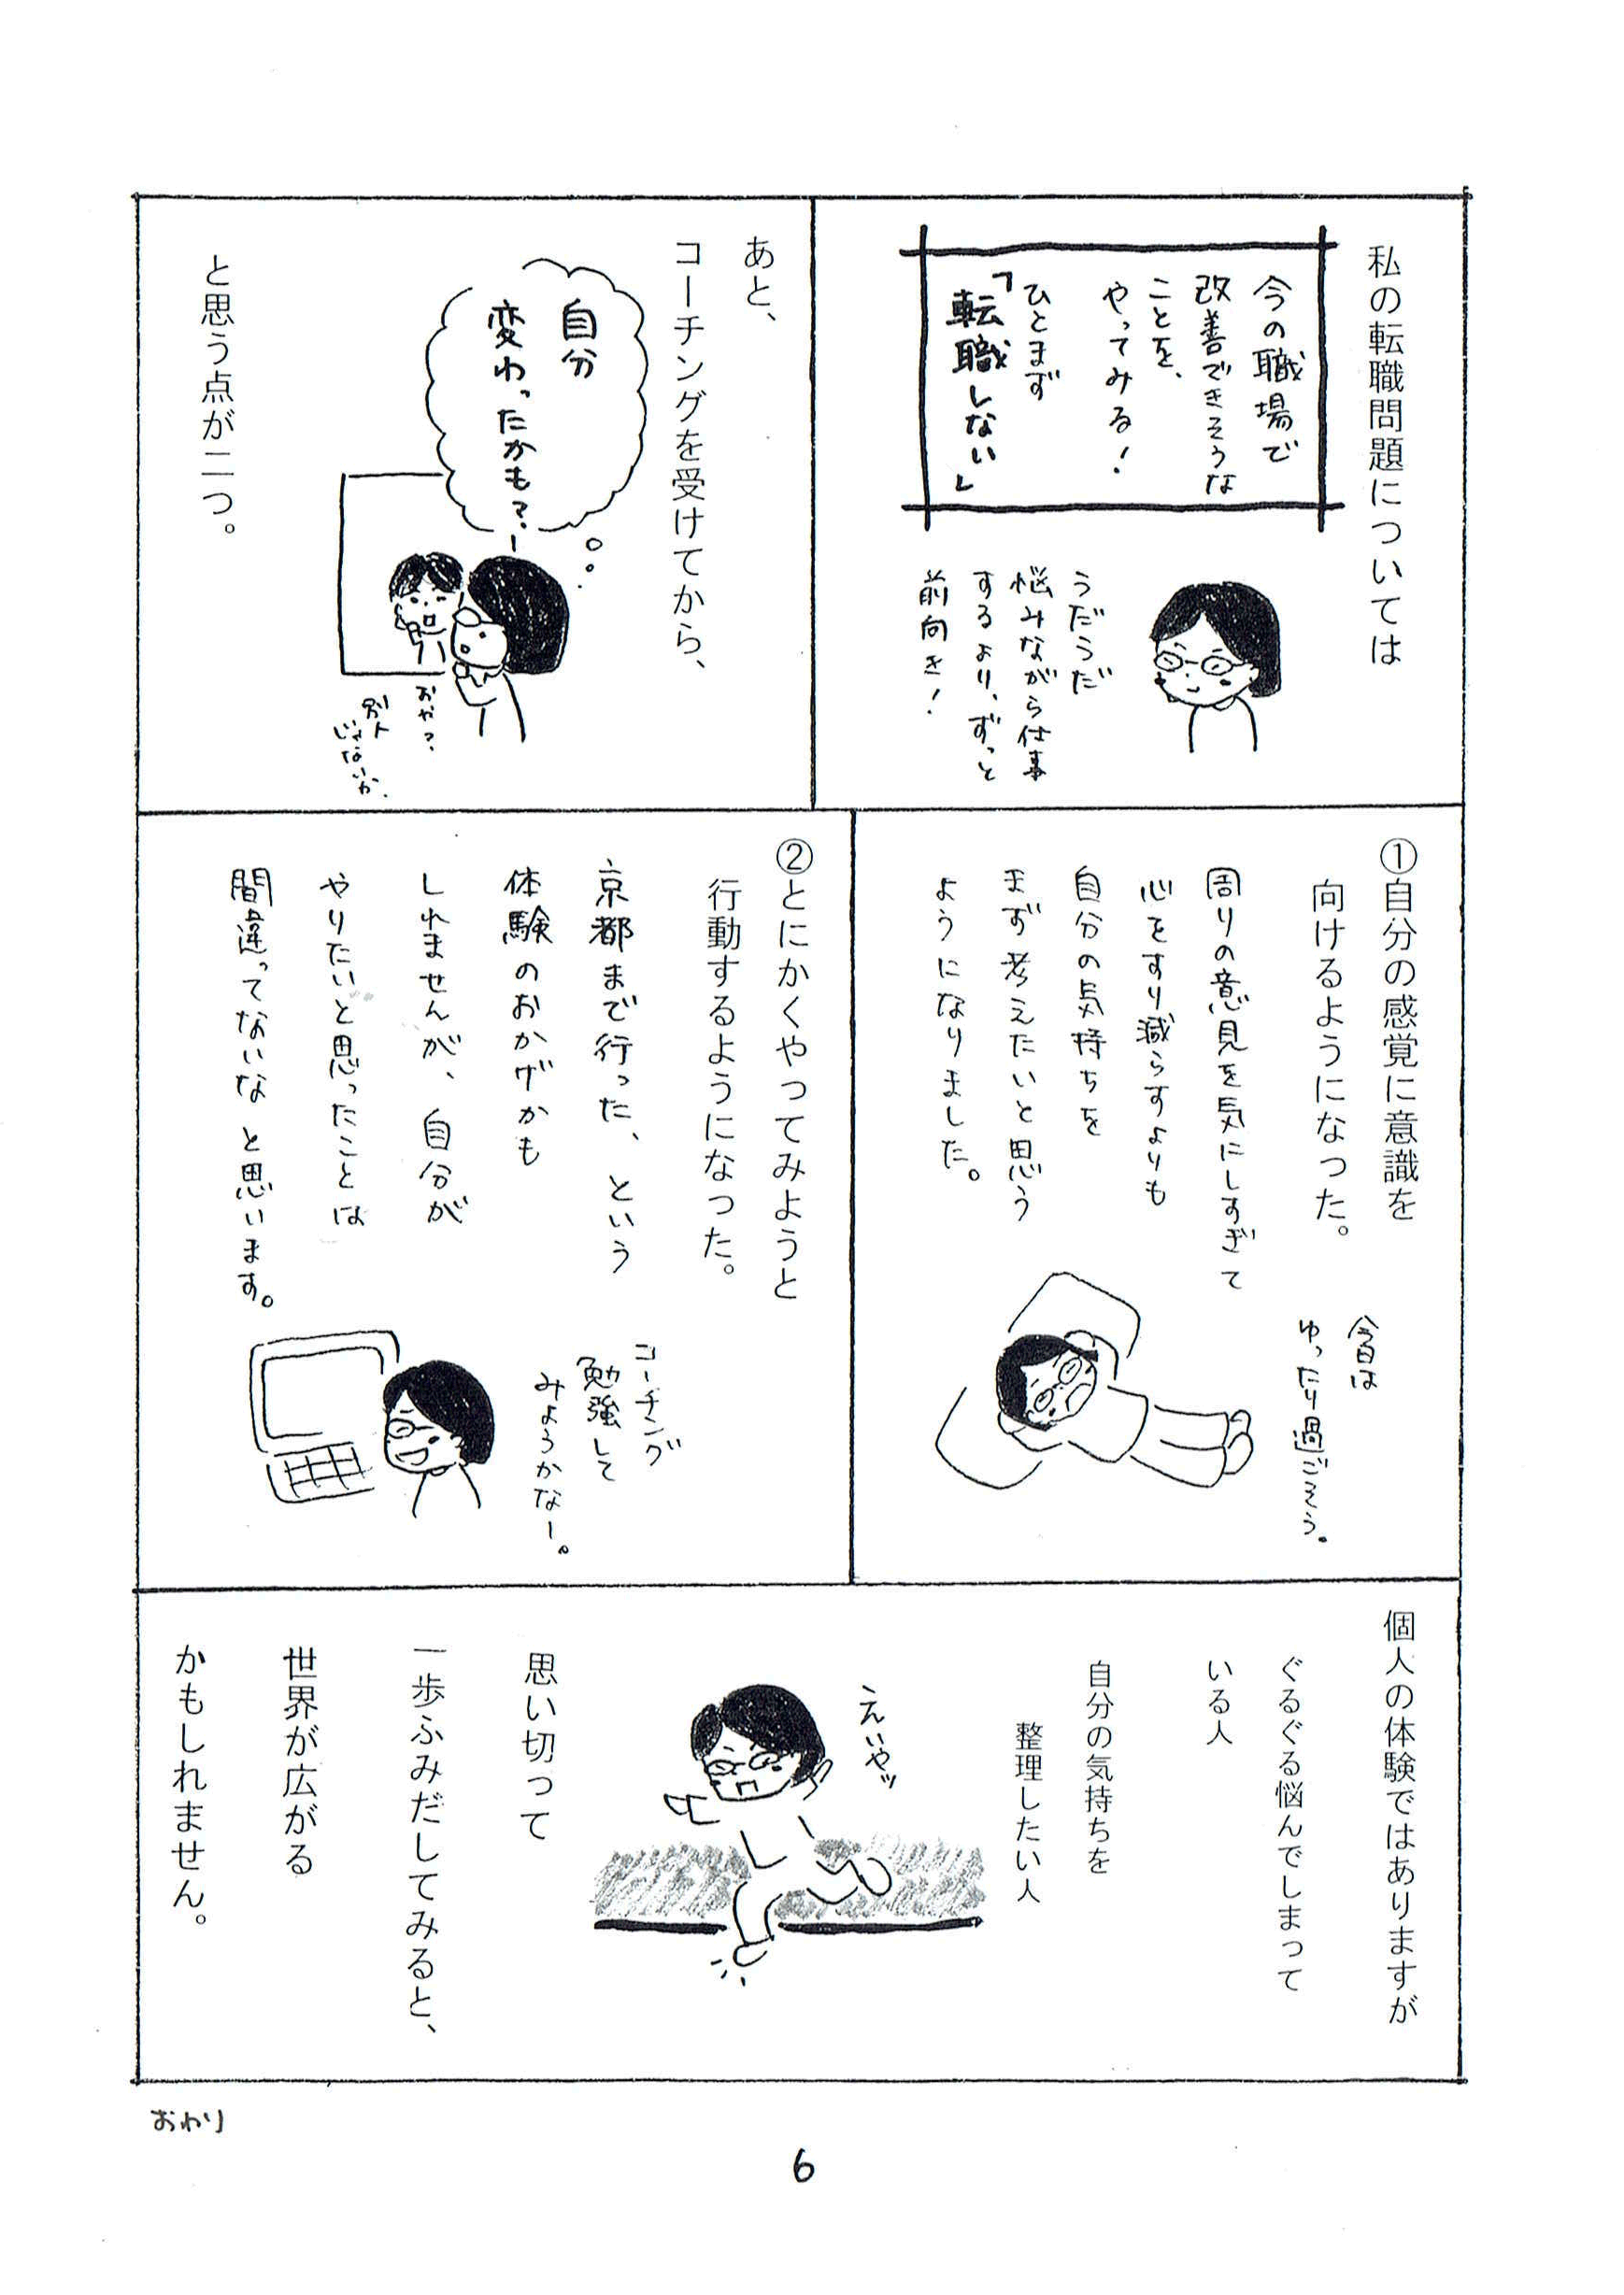 私の転職問題については
今の職場で
改善できそうな
ことを、
やってみる!
ひとまず
「転職しない」
うだうだ
悩みながら仕事
するより、ずっと
前向き!
あと、
コーチングを受けてから、
自分
変わったかも?
おや?
別人
じゃないか。
と思う点が二つ。
①自分の感覚に意識を
向けるようになった。
周りの意見を気にしすぎて
心をすり減らすよりも
自分の気持ちを
まず考えたいと思う
ようになりました。
今日は
ゆったり過ごそう。
②とにかくやってみようと
行動するようになった。
京都まで行った、という
体験のおかげかも
しれませんが、自分が
やりたいと思ったことは
間違ってないな と思います。
コーチング
勉強して
みようかなー。
個人の体験ではありますが
ぐるぐる悩んでしまって
いる人
自分の気持ちを
整理したい人
えいやッ
思い切って
一歩ふみだしてみると、
世界が広がる
かもしれません。
おわり
6